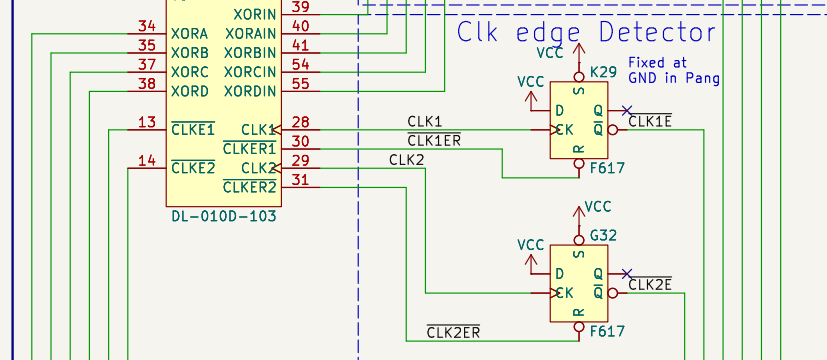 XORIN 39
34 XORA XORAIN 40
35 XORB XORBIN 41
37 XORC XORCIN 54
38 XORD XORDIN 55
13 CLKE1 CLK1 28
CLKER1 30
14 CLKE2 CLK2 29
CLKER2 31
DL-010D-103
CLK1
CLK1ER
CLK2
CLK2ER
Clk edge Detector
Fixed at
GND in Pang
VCC
K29
VCC
S
D Q
CK Q
R
F617
CLK1E
VCC
G32
VCC
S
D Q
CK Q
R
F617
CLK2E